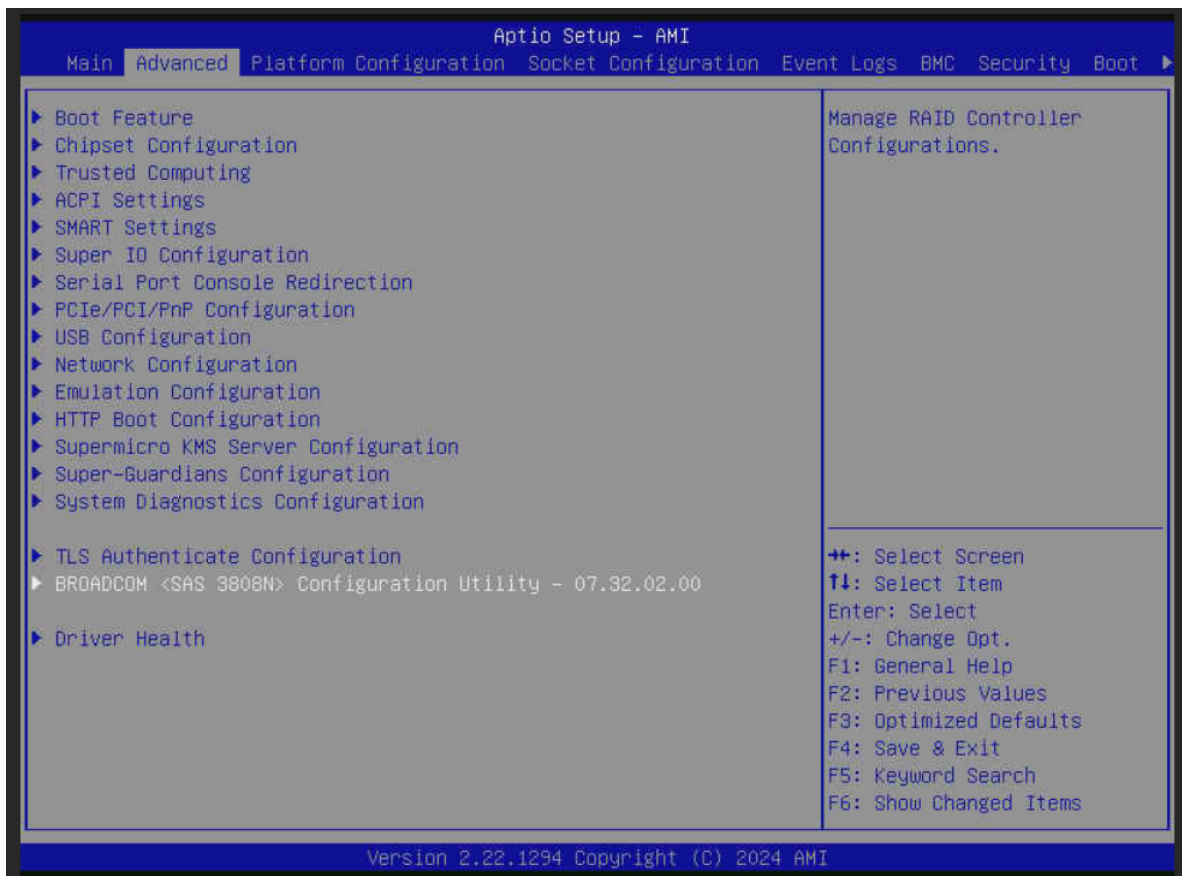 Aptio Setup – AMI
Main Advanced Platform Configuration Socket Configuration Event Logs BMC Security Boot ▶
▶ Boot Feature
▶ Chipset Configuration
▶ Trusted Computing
▶ ACPI Settings
▶ SMART Settings
▶ Super IO Configuration
▶ Serial Port Console Redirection
▶ PCIe/PCI/PnP Configuration
▶ USB Configuration
▶ Network Configuration
▶ Emulation Configuration
▶ HTTP Boot Configuration
▶ Supermicro KMS Server Configuration
▶ Super-Guardians Configuration
▶ System Diagnostics Configuration
▶ TLS Authenticate Configuration
▶ BROADCOM <SAS 3808N> Configuration Utility – 07.32.02.00
▶ Driver Health
Manage RAID Controller
Configurations.
→←: Select Screen
↑↓: Select Item
Enter: Select
+/-: Change Opt.
F1: General Help
F2: Previous Values
F3: Optimized Defaults
F4: Save & Exit
F5: Keyword Search
F6: Show Changed Items
Version 2.22.1294 Copyright (C) 2024 AMI